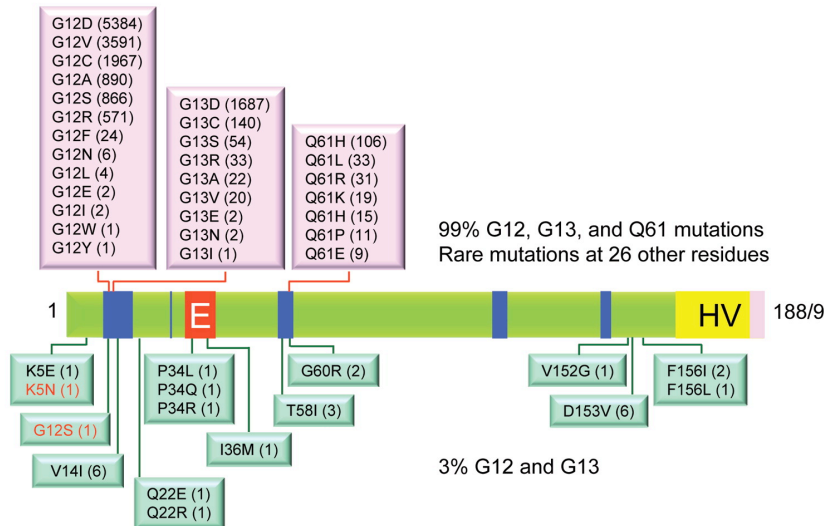 G12D (5384)
G12V (3591)
G12C (1967)
G12A (890)
G12S (866)
G12R (571)
G12F (24)
G12N (6)
G12L (4)
G12E (2)
G12I (2)
G12W (1)
G12Y (1)
G13D (1687)
G13C (140)
G13S (54)
G13R (33)
G13A (22)
G13V (20)
G13E (2)
G13N (2)
G13I (1)
Q61H (106)
Q61L (33)
Q61R (31)
Q61K (19)
Q61H (15)
Q61P (11)
Q61E (9)
99% G12, G13, and Q61 mutations
Rare mutations at 26 other residues
1
E
HV
188/9
K5E (1)
K5N (1)
G12S (1)
V14I (6)
Q22E (1)
Q22R (1)
P34L (1)
P34Q (1)
P34R (1)
I36M (1)
G60R (2)
T58I (3)
V152G (1)
D153V (6)
F156I (2)
F156L (1)
3% G12 and G13